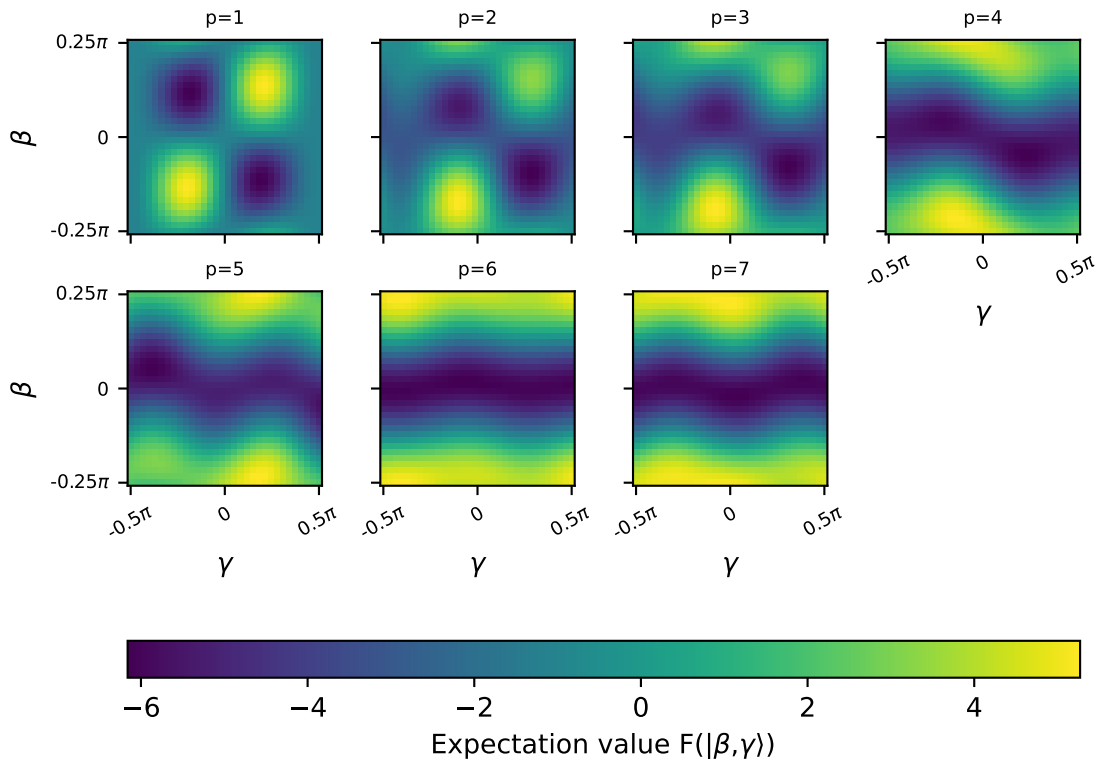 p=1
p=2
p=3
p=4
0.25π
β
0
-0.25π
-0.5π
0
0.5π
γ
p=5
p=6
p=7
0.25π
β
0
-0.25π
-0.5π
0
0.5π
-0.5π
0
0.5π
-0.5π
0
0.5π
γ
γ
γ
−6
−4
−2
0
2
4
Expectation value F(|β,γ⟩)